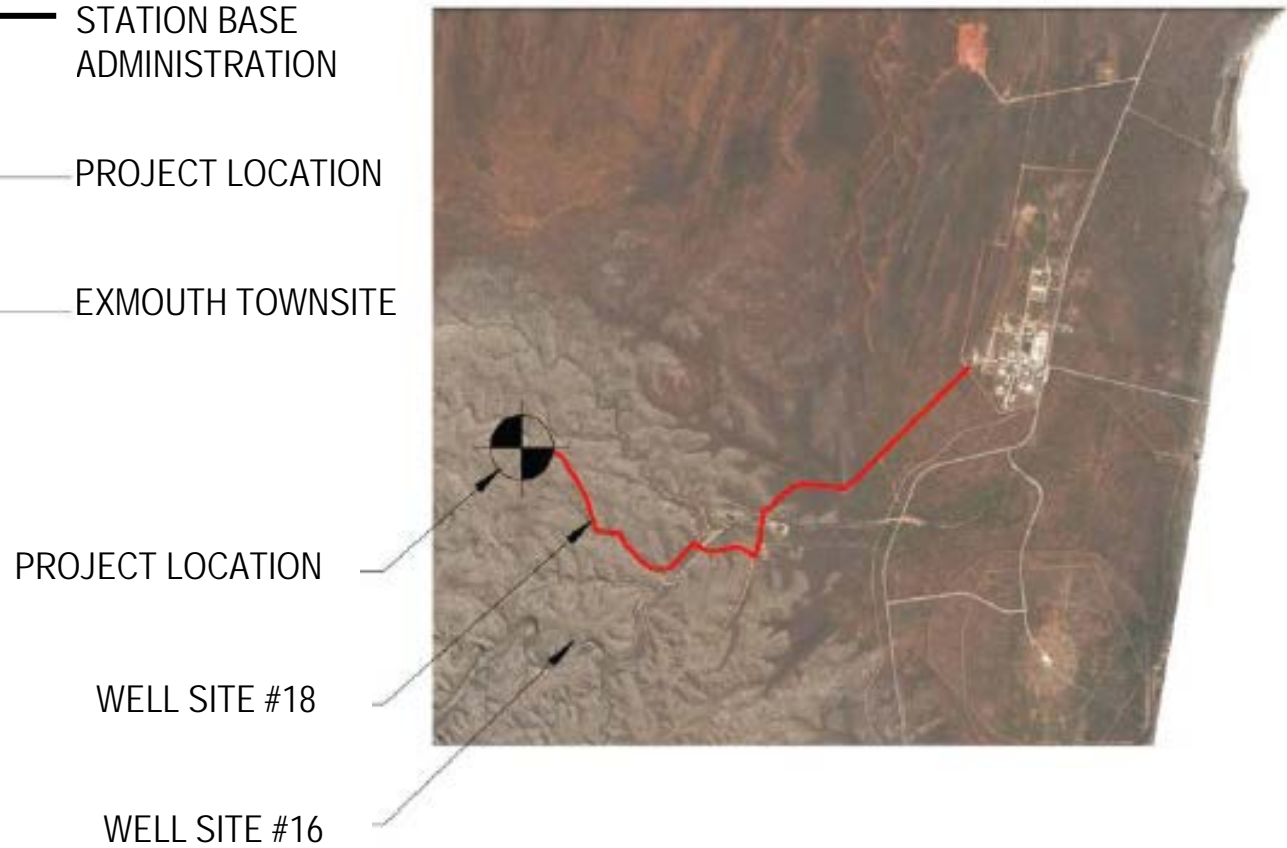 STATION BASE
ADMINISTRATION
PROJECT LOCATION
EXMOUTH TOWNSITE
PROJECT LOCATION
WELL SITE #18
WELL SITE #16